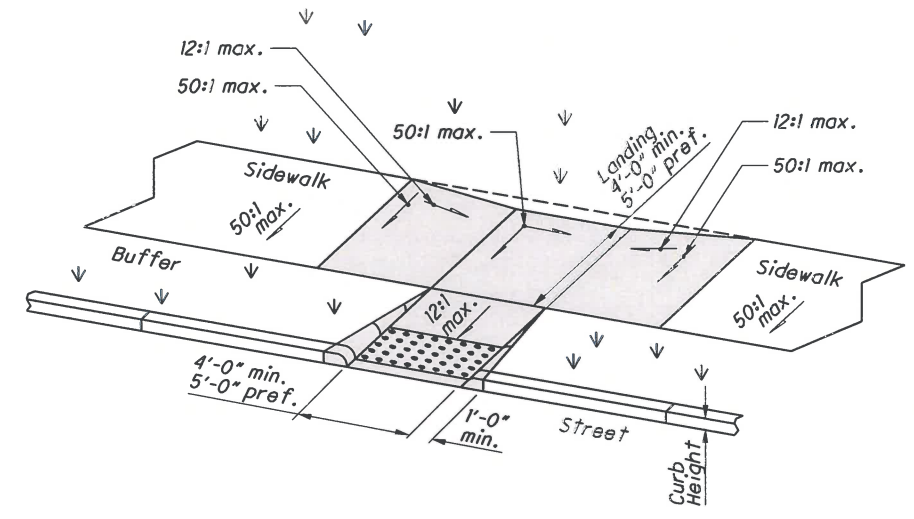 12:1 max.
50:1 max.
50:1 max.
12:1 max.
50:1 max.
Landing
4'-0" min.
5'-0" pref.
Sidewalk
50:1
max.
Buffer
12:1
max.
Sidewalk
50:1
max.
4'-0" min.
5'-0" pref.
1'-0"
min.
Street
Curb
Height